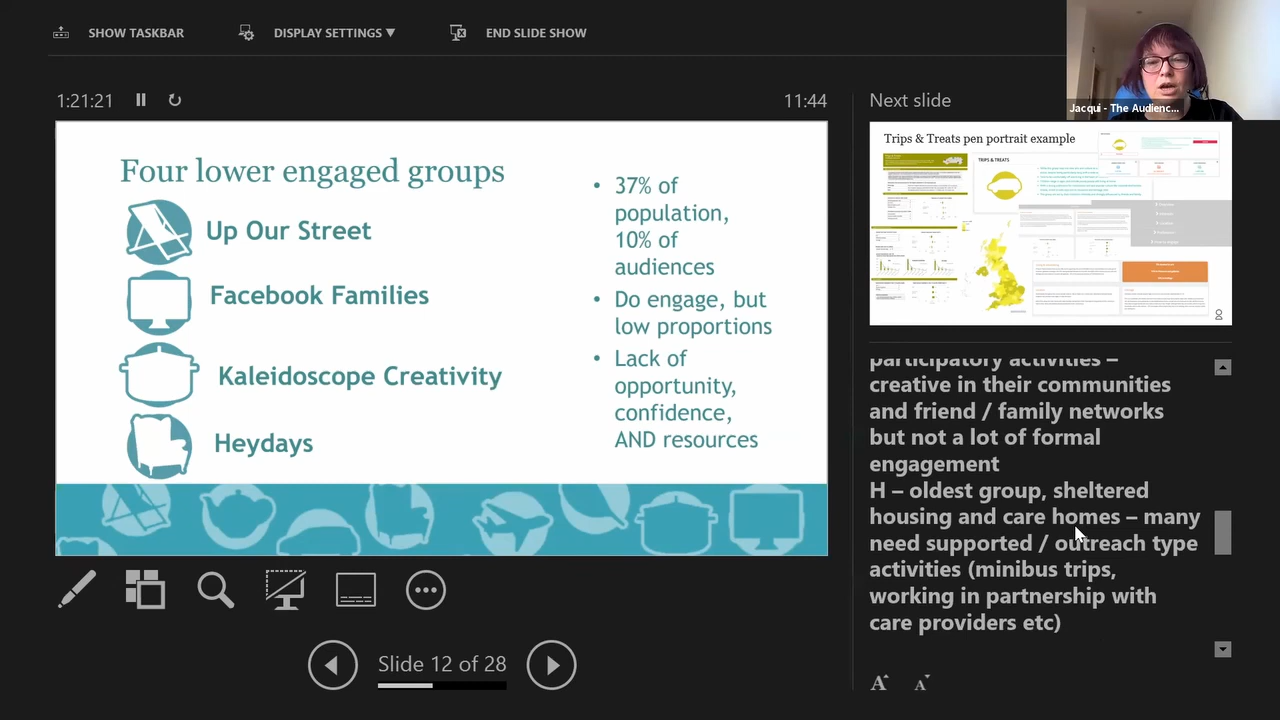 SHOW TASKBAR
DISPLAY SETTINGS ▼
END SLIDE SHOW
Jacqui - The Audienc...
1:21:21
11:44
Next slide
Four lower engaged groups
Up Our Street
Facebook Families
Kaleidoscope Creativity
Heydays
• 37% of
population,
10% of
audiences
• Do engage, but
low proportions
• Lack of
opportunity,
confidence,
AND resources
Trips & Treats pen portrait example
TRIPS & TREATS
participatory activities –
creative in their communities
and friend / family networks
but not a lot of formal
engagement
H – oldest group, sheltered
housing and care homes – many
need supported / outreach type
activities (minibus trips,
working in partnership with
care providers etc)
Slide 12 of 28
A A